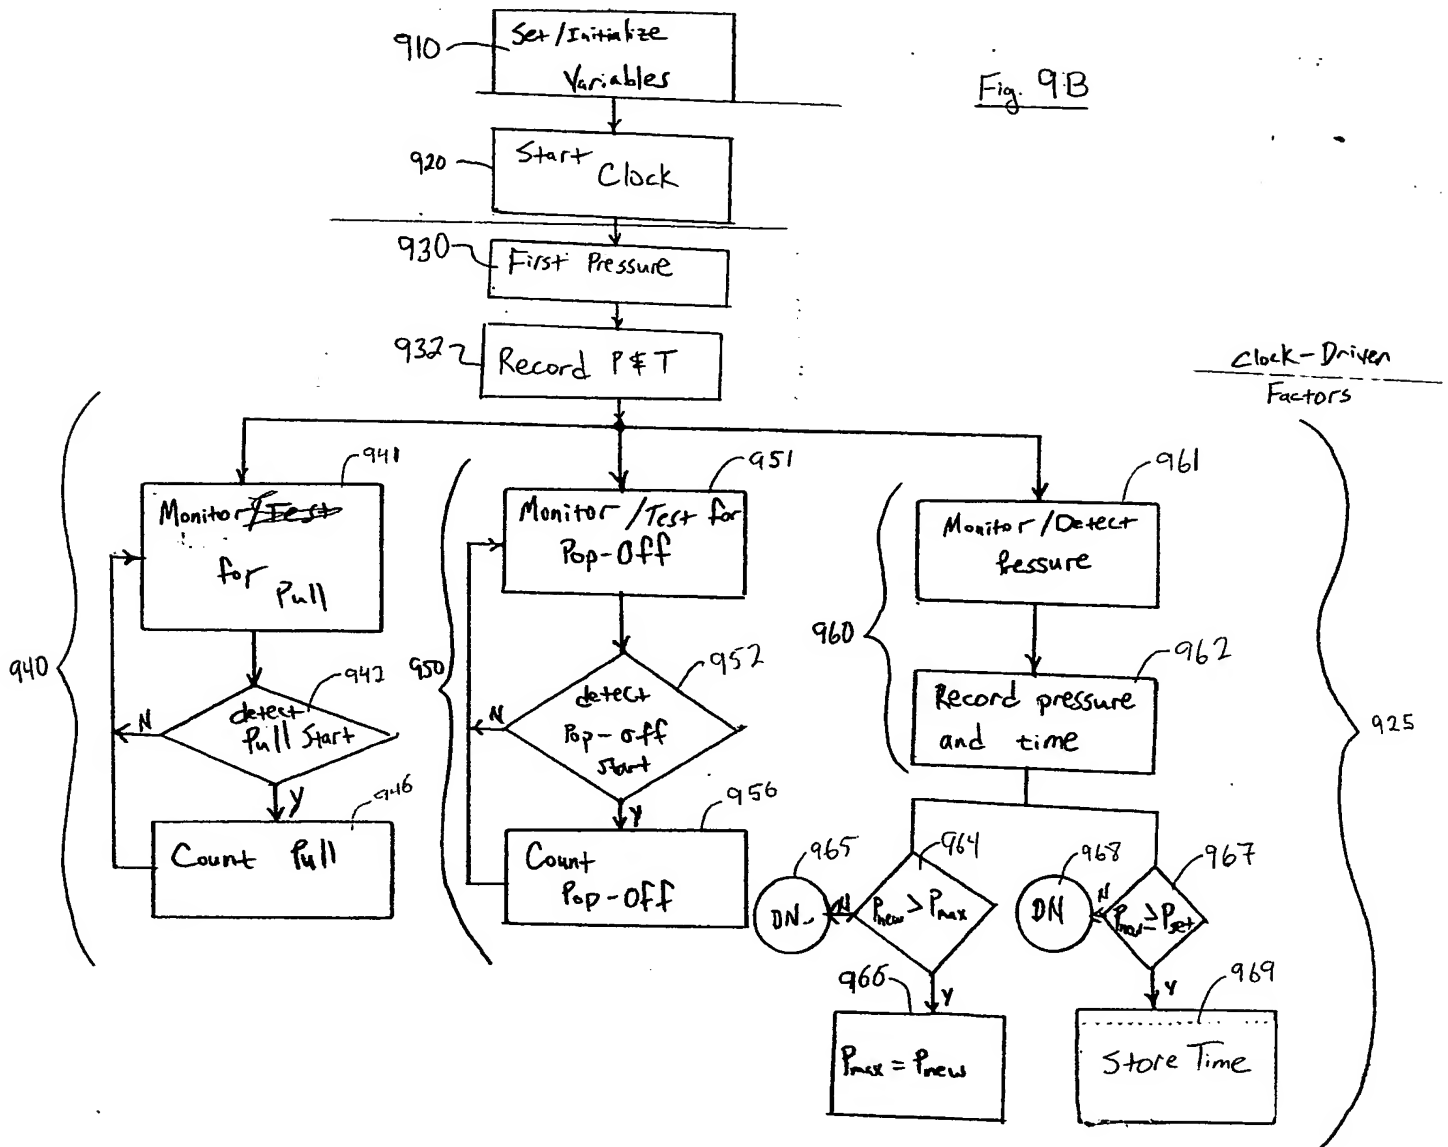 910
Set/Initialize
Variables
Fig. 9B
920
Start
Clock
930
First Pressure
932
Record P & T
Clock-Driven
Factors
941
Monitor/Test
for
Pull
951
Monitor/Test for
Pop-Off
961
Monitor/Detect
Pressure
940
942
detect
Pull Start
N
Y
946
Count Pull
950
952
detect
Pop-off
Start
N
Y
956
Count
Pop-Off
960
962
Record pressure
and time
925
965
DN
964
Pnew > Pmax
N
Y
Pmax = Pnew
968
DN
967
N
Y
969
Store Time